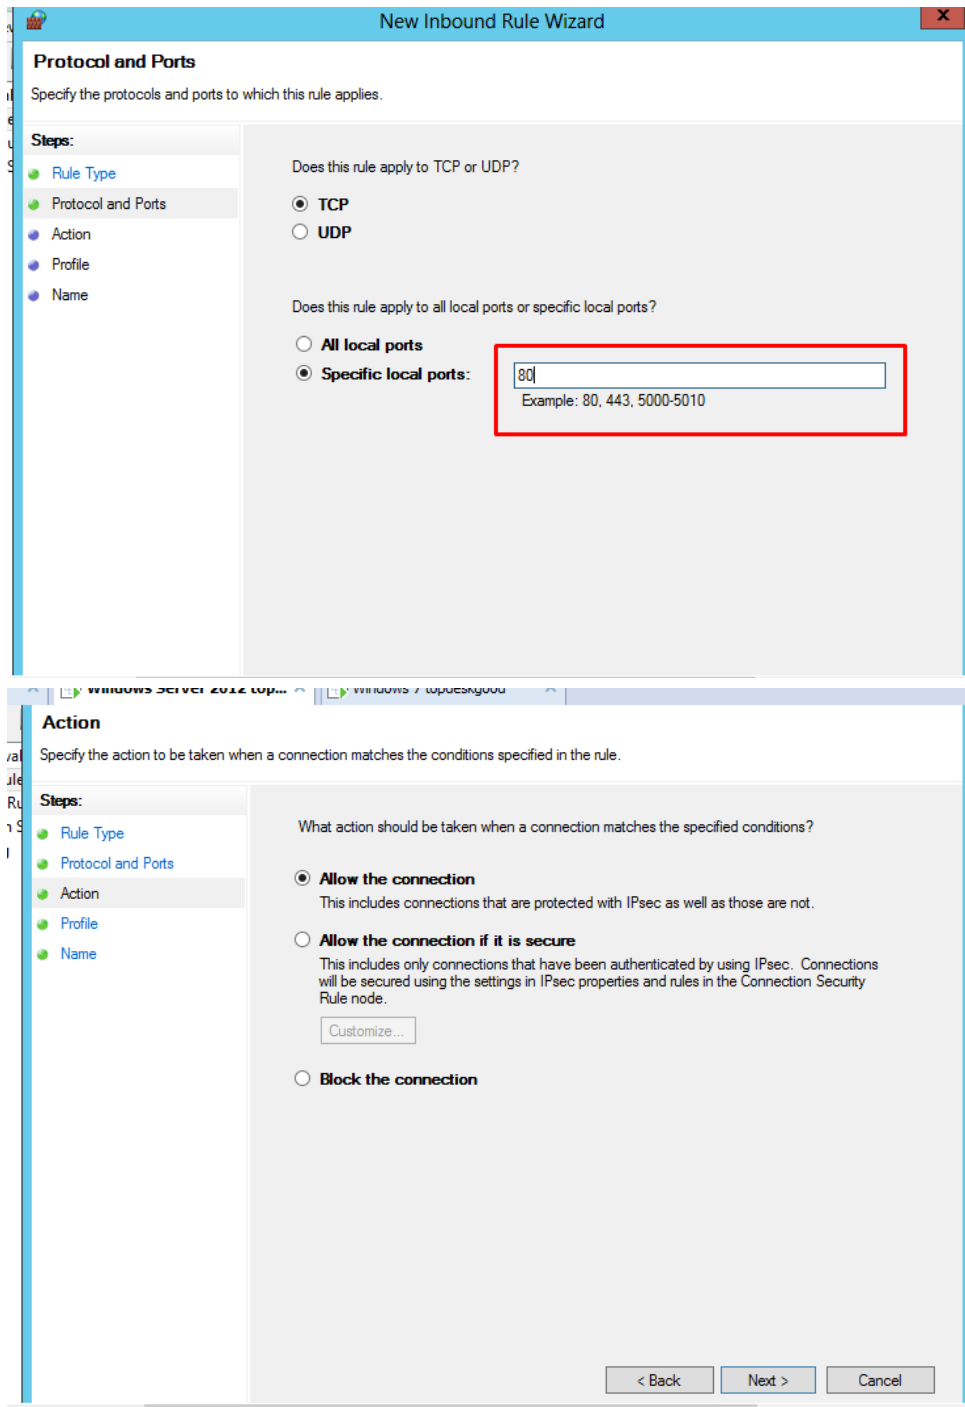 New Inbound Rule Wizard
x
Protocol and Ports
Specify the protocols and ports to which this rule applies.
Steps:
Rule Type
Protocol and Ports
Action
Profile
Name
Does this rule apply to TCP or UDP?
TCP
UDP
Does this rule apply to all local ports or specific local ports?
All local ports
Specific local ports:
80
Example: 80, 443, 5000-5010
Windows Server 2012 top...
Windows 7 topdeskgood
Action
Specify the action to be taken when a connection matches the conditions specified in the rule.
Steps:
Rule Type
Protocol and Ports
Action
Profile
Name
What action should be taken when a connection matches the specified conditions?
Allow the connection
This includes connections that are protected with IPsec as well as those are not.
Allow the connection if it is secure
This includes only connections that have been authenticated by using IPsec. Connections
will be secured using the settings in IPsec properties and rules in the Connection Security
Rule node.
Customize...
Block the connection
< Back
Next >
Cancel